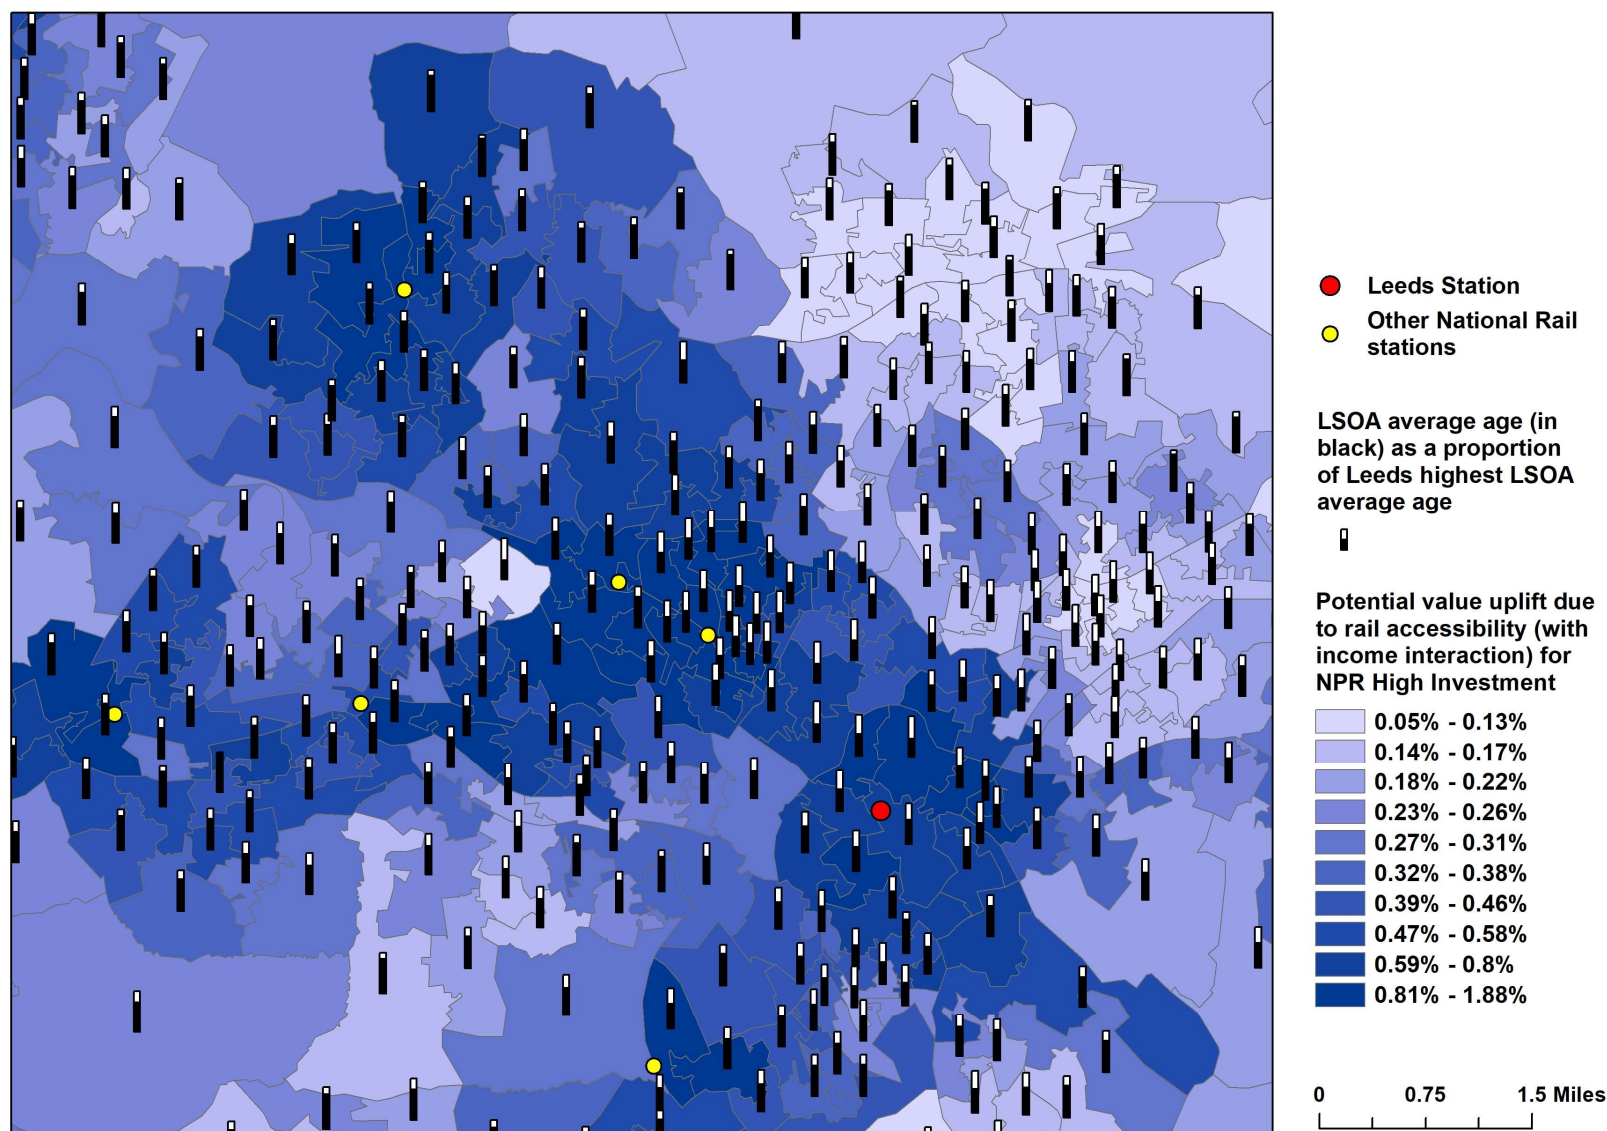 Leeds Station
Other National Rail
stations
LSOA average age (in
black) as a proportion
of Leeds highest LSOA
average age
Potential value uplift due
to rail accessibility (with
income interaction) for
NPR High Investment
0.05% - 0.13%
0.14% - 0.17%
0.18% - 0.22%
0.23% - 0.26%
0.27% - 0.31%
0.32% - 0.38%
0.39% - 0.46%
0.47% - 0.58%
0.59% - 0.8%
0.81% - 1.88%
0 0.75 1.5 Miles